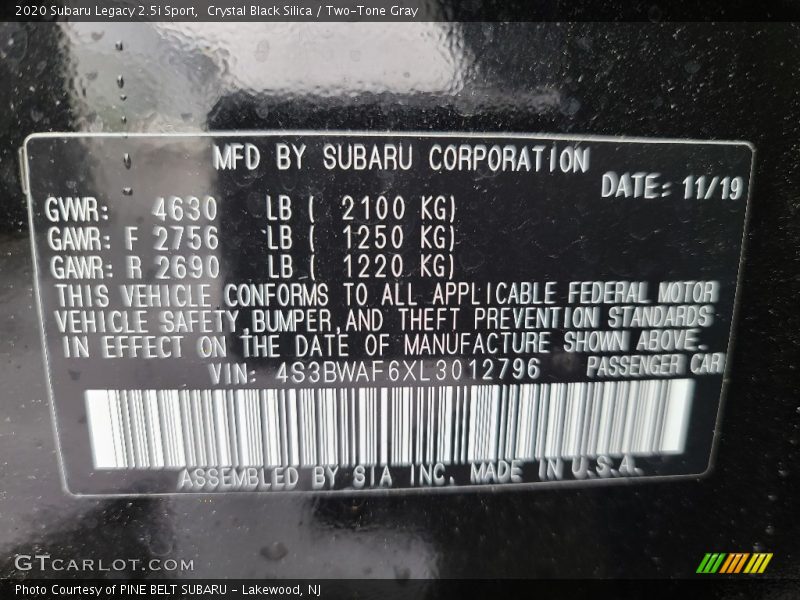 2020 Subaru Legacy 2.5i Sport,  Crystal Black Silica / Two-Tone Gray
MFD BY SUBARU CORPORATION
DATE: 11/19
GVWR: 4630 LB ( 2100 KG)
GAWR: F 2756 LB ( 1250 KG)
GAWR: R 2690 LB ( 1220 KG)
THIS VEHICLE CONFORMS TO ALL APPLICABLE FEDERAL MOTOR
VEHICLE SAFETY,BUMPER,AND THEFT PREVENTION STANDARDS
IN EFFECT ON THE DATE OF MANUFACTURE SHOWN ABOVE.
VIN: 4S3BWAF6XL3012796 PASSENGER CAR
ASSEMBLED BY SIA INC. MADE IN U.S.A.
GTCARLOT.COM
Photo Courtesy of PINE BELT SUBARU - Lakewood, NJ